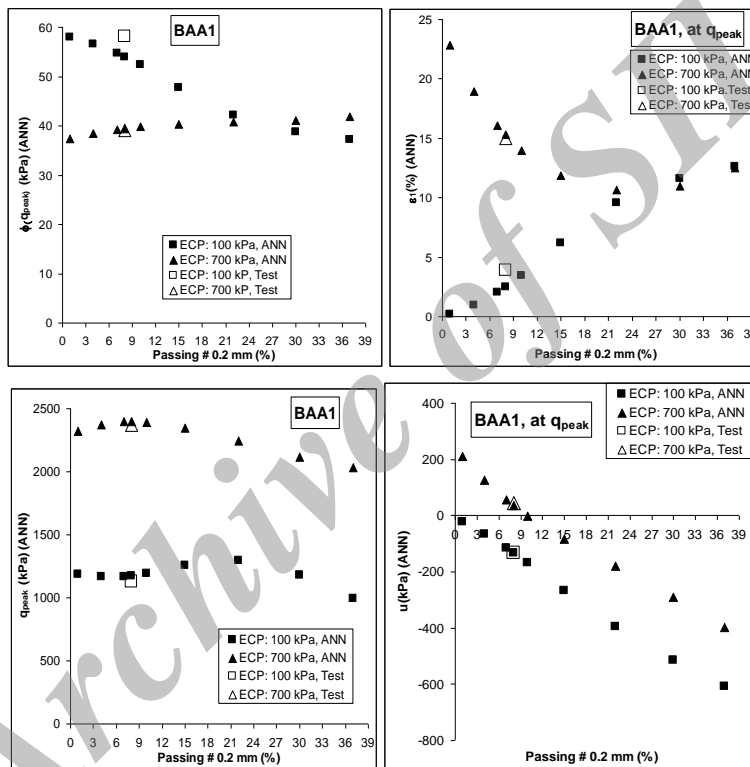 BAA1
60
50
40
30
20
10
0
ϕ(qpeak) (kPa) (ANN)
ECP: 100 kPa, ANN
ECP: 700 kPa, ANN
ECP: 100 kP, Test
ECP: 700 kP, Test
0 3 6 9 12 15 18 21 24 27 30 33 36 39
Passing # 0.2 mm (%)
BAA1, at qpeak
25
20
15
10
5
0
ε1(%) (ANN)
ECP: 100 kPa, ANN
ECP: 700 kPa, ANN
ECP: 100 kPa.Test
ECP: 700 kPa, Test
0 3 6 9 12 15 18 21 24 27 30 33 36 39
Passing # 0.2 mm (%)
BAA1
2500
2000
1500
1000
500
0
qpeak (kPa) (ANN)
ECP: 100 kPa, ANN
ECP: 700 kPa, ANN
ECP: 100 kPa, Test
ECP: 700 kPa, Test
0 3 6 9 12 15 18 21 24 27 30 33 36 39
Passing # 0.2 mm (%)
BAA1, at qpeak
ECP: 100 kPa, ANN
ECP: 700 kPa, ANN
ECP: 100 kPa, Test
ECP: 700 kPa, Test
400
200
0
-200
-400
-600
-800
u(kPa) (ANN)
0 3 6 9 12 15 18 21 24 27 30 33 36 39
Passing # 0.2 mm (%)
Archive of SI